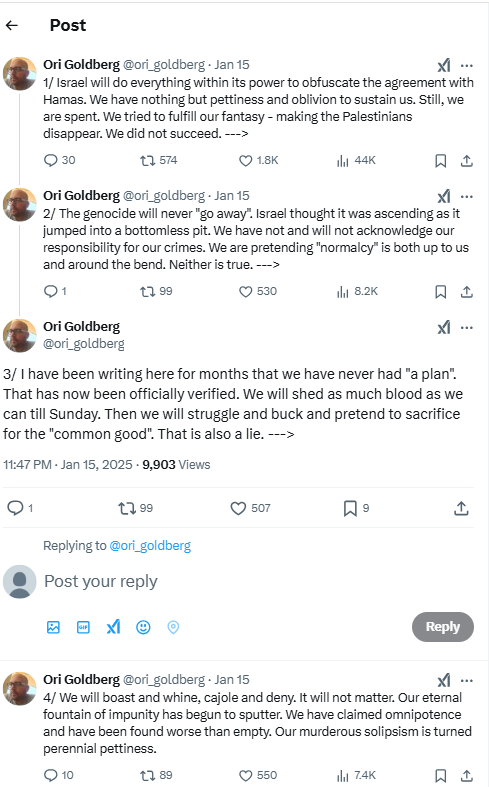 Post
Ori Goldberg @ori_goldberg · Jan 15
1/ Israel will do everything within its power to obfuscate the agreement with
Hamas. We have nothing but pettiness and oblivion to sustain us. Still, we
are spent. We tried to fulfill our fantasy - making the Palestinians
disappear. We did not succeed. --->
30 574 1.8K 44K
Ori Goldberg @ori_goldberg · Jan 15
2/ The genocide will never "go away". Israel thought it was ascending as it
jumped into a bottomless pit. We have not and will not acknowledge our
responsibility for our crimes. We are pretending "normalcy" is both up to us
and around the bend. Neither is true. --->
1 99 530 8.2K
Ori Goldberg
@ori_goldberg
3/ I have been writing here for months that we have never had "a plan".
That has now been officially verified. We will shed as much blood as we
can till Sunday. Then we will struggle and buck and pretend to sacrifice
for the "common good". That is also a lie. --->
11:47 PM · Jan 15, 2025 · 9,903 Views
1 99 507 9
Replying to @ori_goldberg
Post your reply
GIF
Reply
Ori Goldberg @ori_goldberg · Jan 15
4/ We will boast and whine, cajole and deny. It will not matter. Our eternal
fountain of impunity has begun to sputter. We have claimed omnipotence
and have been found worse than empty. Our murderous solipsism is turned
perennial pettiness.
10 89 550 7.4K